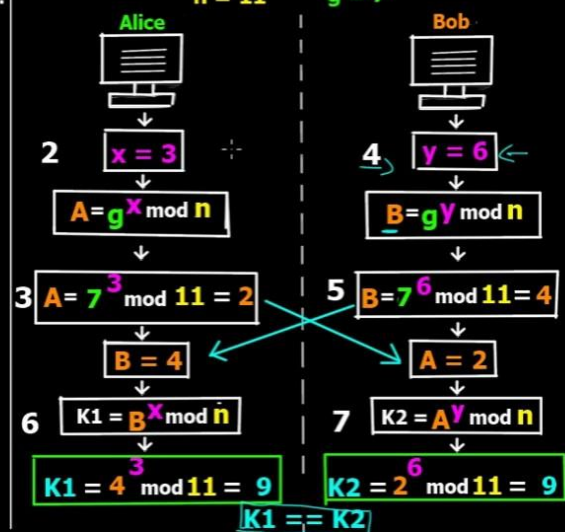 n = 11
Alice
Bob
2
x = 3
4
y = 6
A=g^x mod n
B=g^y mod n
3
A= 7^3 mod 11 = 2
5
B=7^6 mod 11= 4
B = 4
A = 2
6
K1 = B^x mod n
7
K2 = A^y mod n
K1 = 4^3 mod 11 = 9
K2 = 2^6 mod 11 = 9
K1 == K2